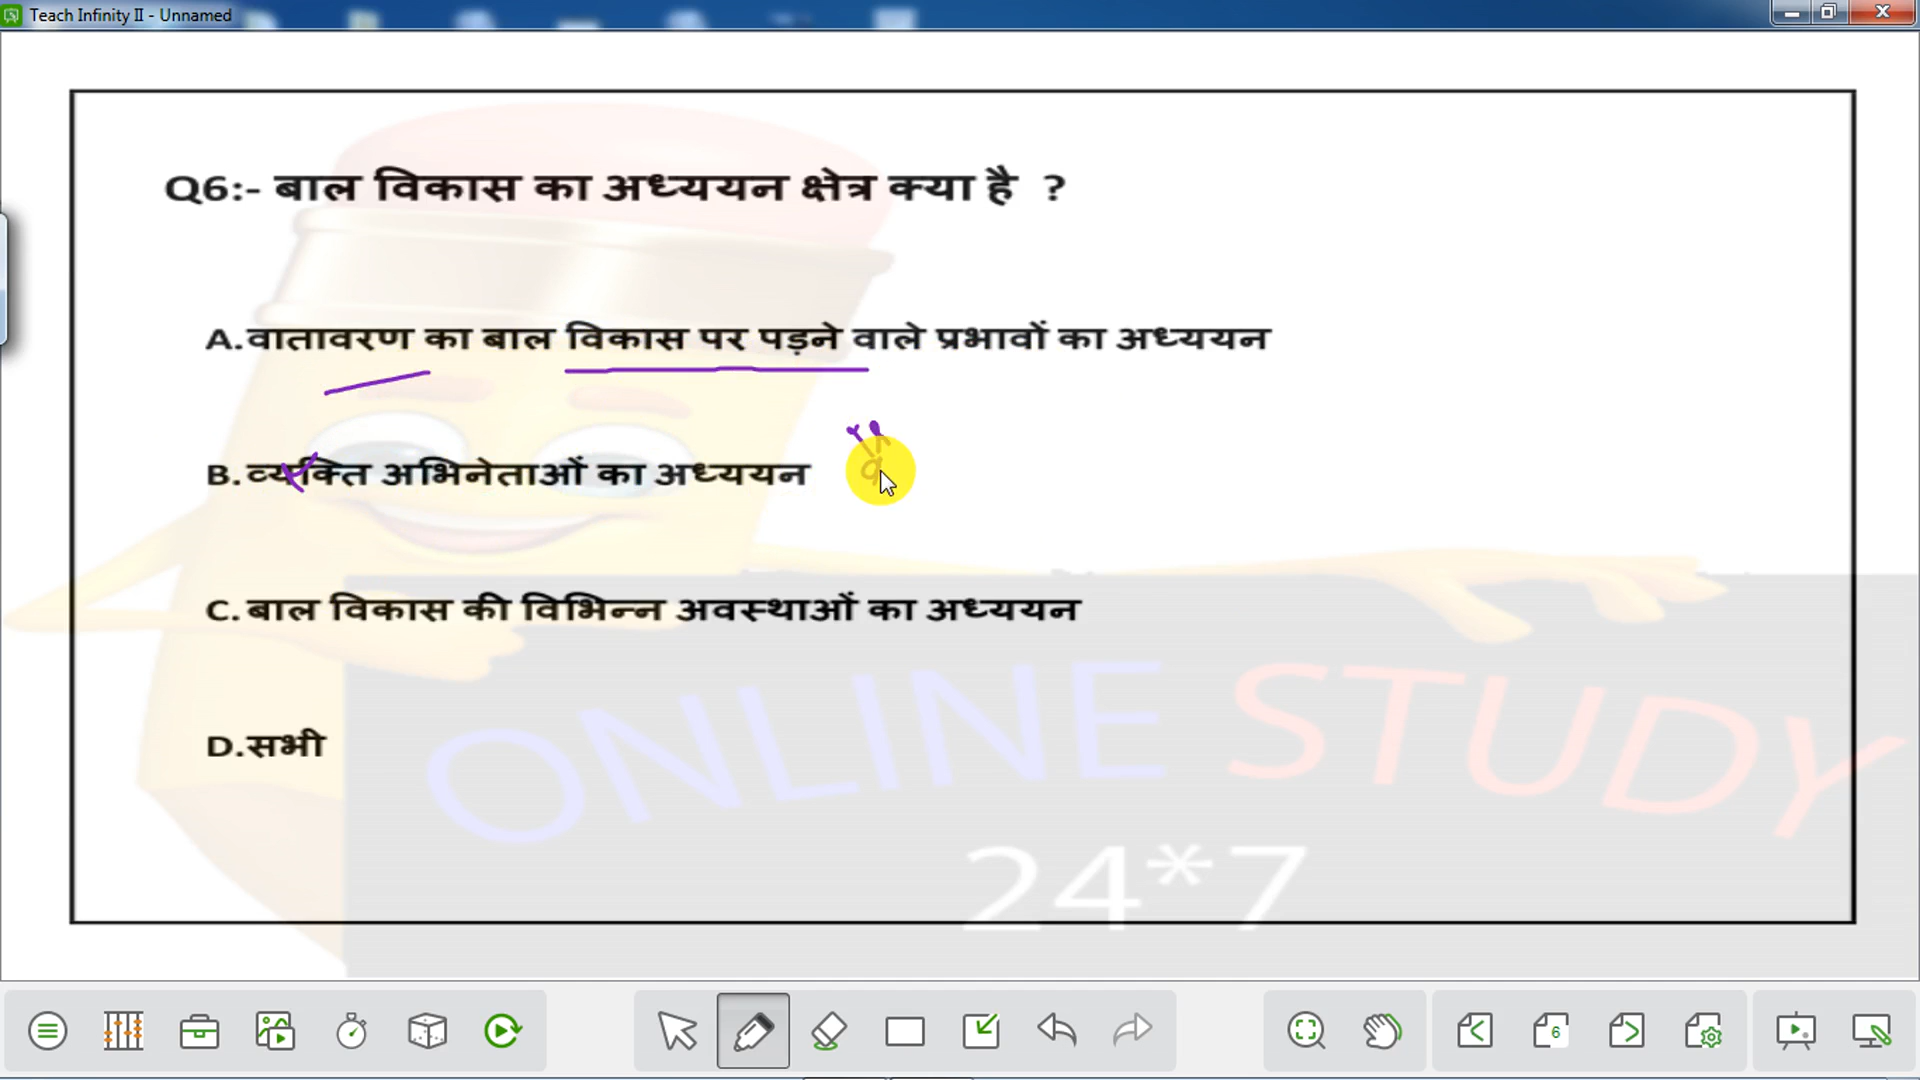 Teach Infinity II - Unnamed
Q6:- बाल विकास का अध्ययन क्षेत्र क्या है ?
A.वातावरण का बाल विकास पर पड़ने वाले प्रभावों का अध्ययन
B.व्यक्ति अभिनेताओं का अध्ययन
C.बाल विकास की विभिन्न अवस्थाओं का अध्ययन
D.सभी
ONLINE STUDY
24*7
6